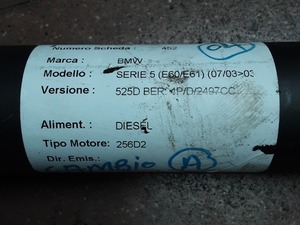 Numero Scheda : 452
Marca : BMW
Modello : SERIE 5 (E60/E61) (07/03>03
Versione : 525D BER. 4P/D/2497CC
Aliment. : DIESEL
Tipo Motore: 256D2
Dir. Emis.:
CAMBIO A